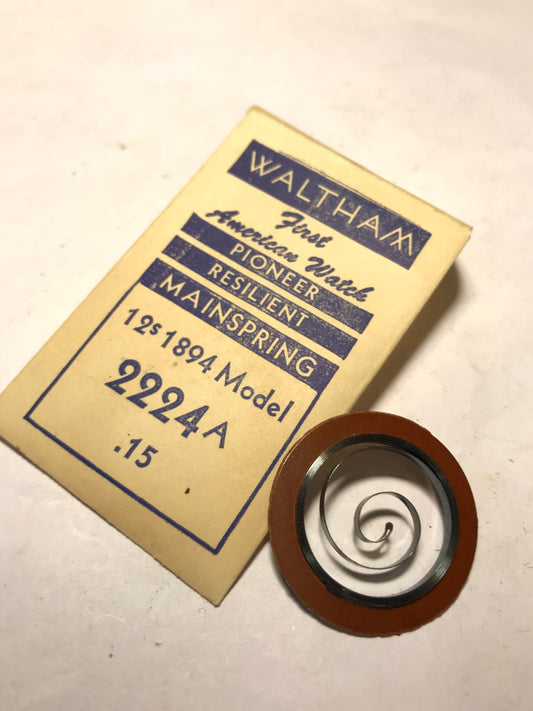 WALTHAM
First
American Watch
PIONEER
RESILIENT
MAINSPRING
12s 1894 Model
2224A
.15